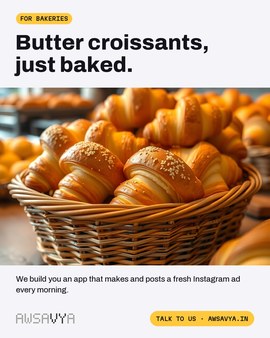 FOR BAKERIES
Butter croissants,
just baked.
We build you an app that makes and posts a fresh Instagram ad
every morning.
AWSAVYA
TALK TO US · AWSAVYA.IN